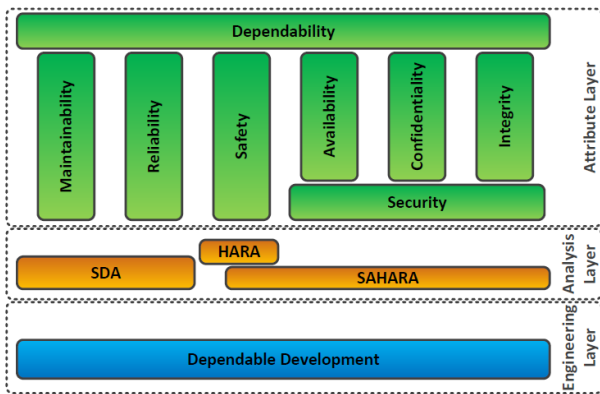 Dependability
Maintainability
Reliability
Safety
Availability
Confidentiality
Integrity
Security
Attribute Layer
HARA
SDA
SAHARA
Analysis
Layer
Dependable Development
Engineering
Layer